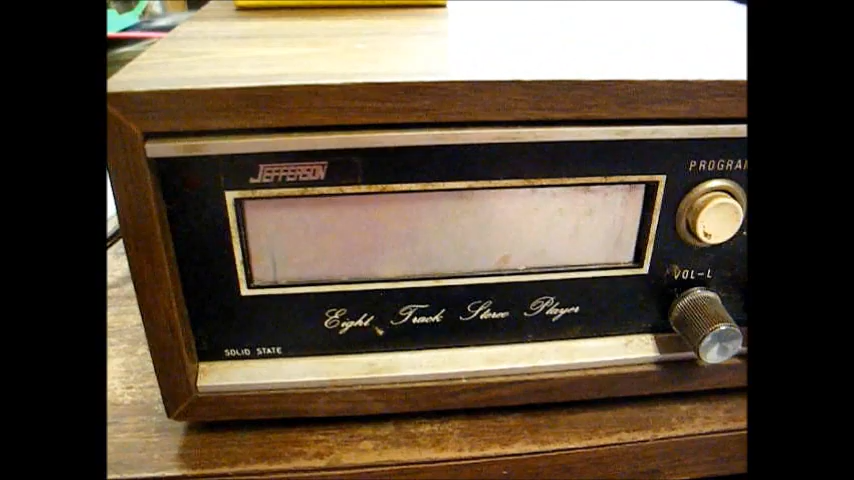 JEFFERSON
PROGRA
VOL-L
Eight Track Stereo Player
SOLID STATE